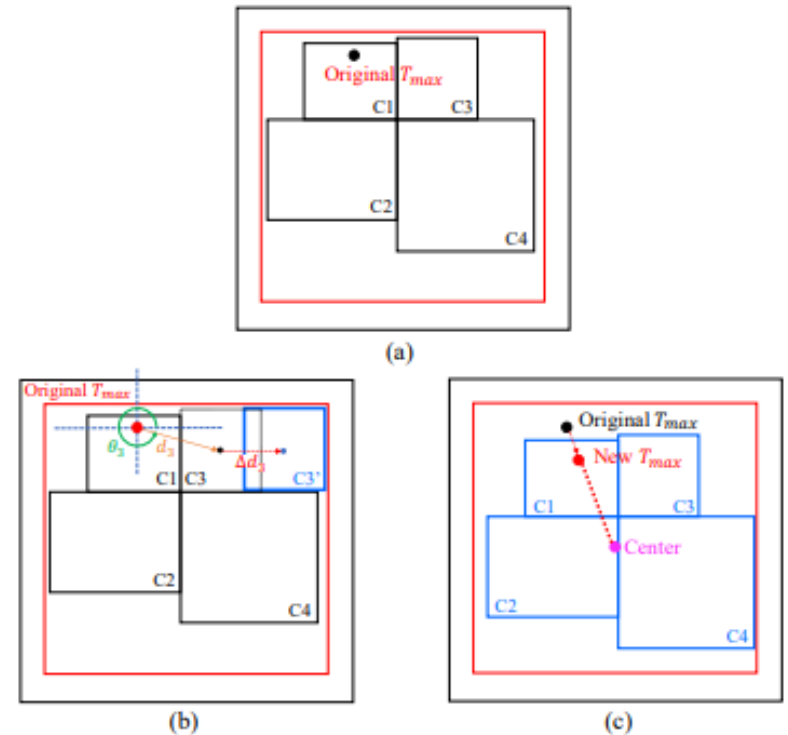 Original Tmax
C1
C3
C2
C4
(a)
Original Tmax
θ3
d3
Δd3
C1
C3
C3'
C2
C4
(b)
Original Tmax
New Tmax
C1
C3
Center
C2
C4
(c)